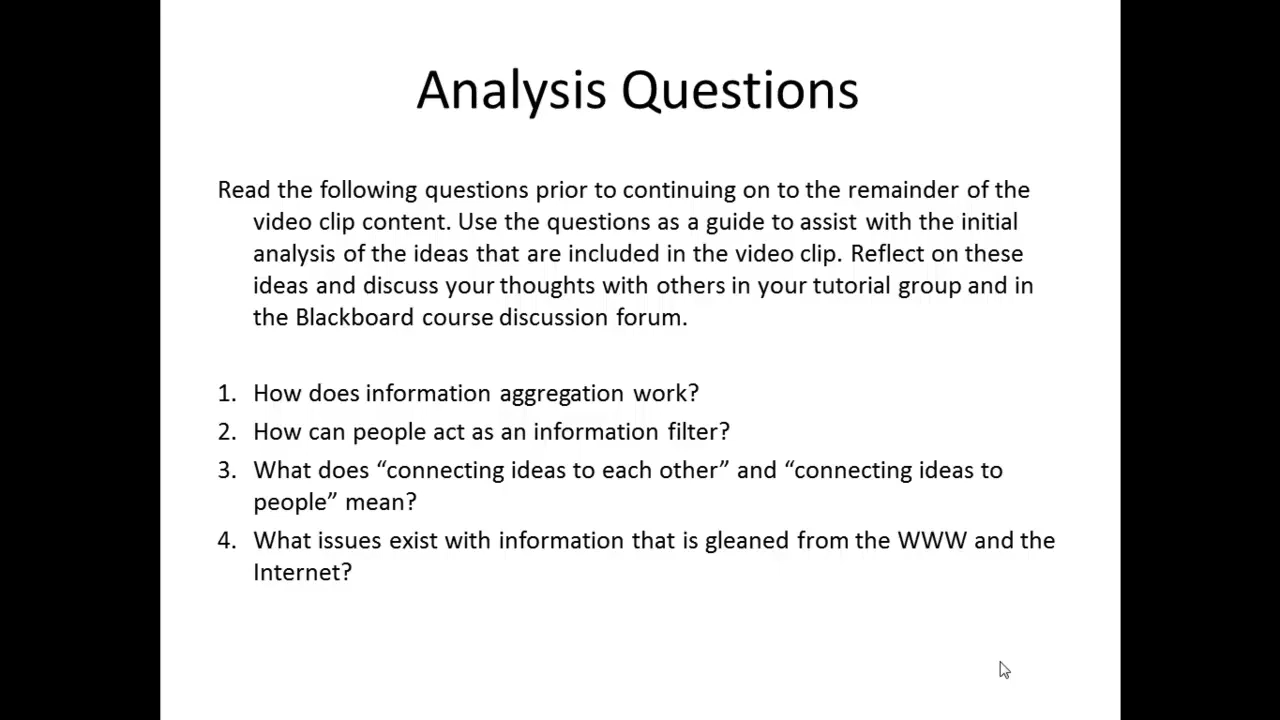 Analysis Questions
Read the following questions prior to continuing on to the remainder of the
video clip content. Use the questions as a guide to assist with the initial
analysis of the ideas that are included in the video clip. Reflect on these
ideas and discuss your thoughts with others in your tutorial group and in
the Blackboard course discussion forum.
1. How does information aggregation work?
2. How can people act as an information filter?
3. What does “connecting ideas to each other” and “connecting ideas to
people” mean?
4. What issues exist with information that is gleaned from the WWW and the
Internet?